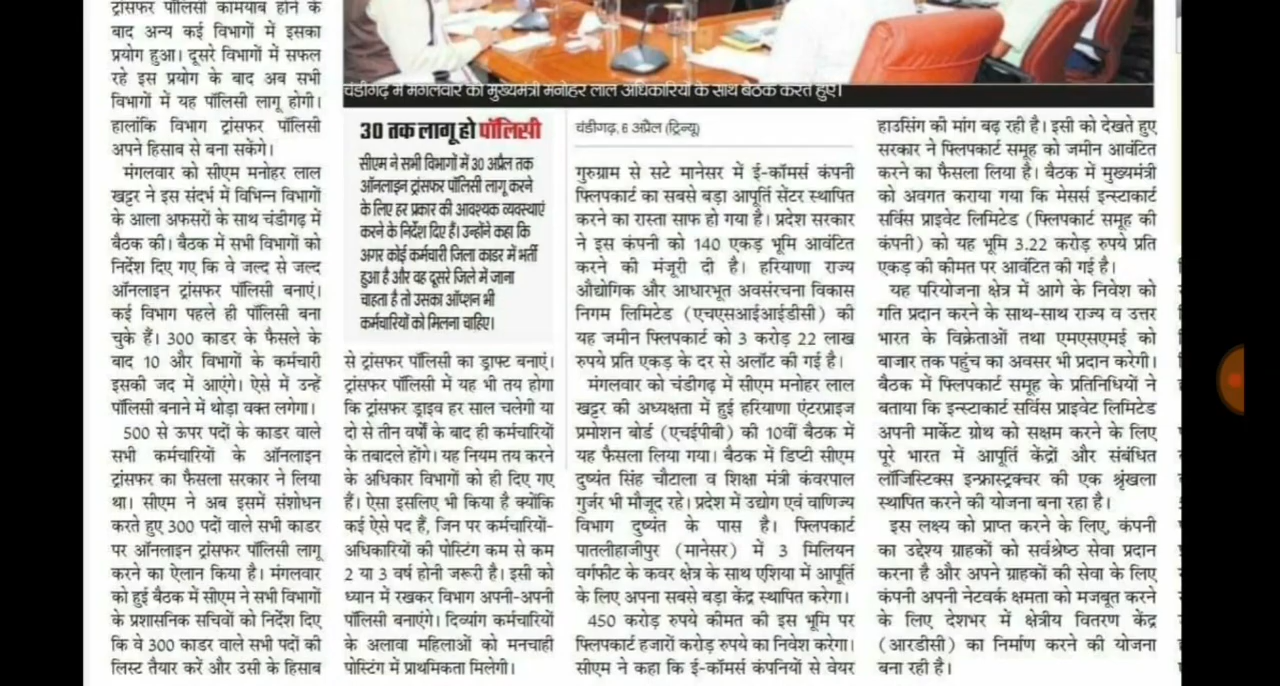 ट्रांसफर पॉलिसी कामयाब होने के
बाद अन्य कई विभागों में इसका
प्रयोग हुआ। दूसरे विभागों में सफल
रहे इस प्रयोग के बाद अब सभी
विभागों में यह पॉलिसी लागू होगी।
हालांकि विभाग ट्रांसफर पॉलिसी
अपने हिसाब से बना सकेंगे।
मंगलवार को सीएम मनोहर लाल
खट्टर ने इस संदर्भ में विभिन्न विभागों
के आला अफसरों के साथ चंडीगढ़ में
बैठक की। बैठक में सभी विभागों को
निर्देश दिए गए कि वे जल्द से जल्द
ऑनलाइन ट्रांसफर पॉलिसी बनाएं।
कई विभाग पहले ही पॉलिसी बना
चुके हैं। 300 काडर के फैसले के
बाद 10 और विभागों के कर्मचारी
इसकी जद में आएंगे। ऐसे में उन्हें
पॉलिसी बनाने में थोड़ा वक्त लगेगा।
500 से ऊपर पदों के काडर वाले
सभी कर्मचारियों के ऑनलाइन
ट्रांसफर का फैसला सरकार ने लिया
था। सीएम ने अब इसमें संशोधन
करते हुए 300 पदों वाले सभी काडर
पर ऑनलाइन ट्रांसफर पॉलिसी लागू
करने का ऐलान किया है। मंगलवार
को हुई बैठक में सीएम ने सभी विभागों
के प्रशासनिक सचिवों को निर्देश दिए
कि वे 300 काडर वाले सभी पदों की
लिस्ट तैयार करें और उसी के हिसाब
चंडीगढ़ में मंगलवार को मुख्यमंत्री मनोहर लाल अधिकारियों के साथ बैठक करते हुए।
30 तक लागू हो पॉलिसी
सीएम ने सभी विभागों में 30 अप्रैल तक
ऑनलाइन ट्रांसफर पॉलिसी लागू करने
के लिए हर प्रकार की आवश्यक व्यवस्थाएं
करने के निर्देश दिए हैं। उन्होंने कहा कि
अगर कोई कर्मचारी जिला काडर में भर्ती
हुआ है और वह दूसरे जिले में जाना
चाहता है तो उसका ऑप्शन भी
कर्मचारियों को मिलना चाहिए।
से ट्रांसफर पॉलिसी का ड्राफ्ट बनाएं।
ट्रांसफर पॉलिसी में यह भी तय होगा
कि ट्रांसफर ड्राइव हर साल चलेगी या
दो से तीन वर्षों के बाद ही कर्मचारियों
के तबादले होंगे। यह नियम तय करने
के अधिकार विभागों को ही दिए गए
हैं। ऐसा इसलिए भी किया है क्योंकि
कई ऐसे पद हैं, जिन पर कर्मचारियों-
अधिकारियों की पोस्टिंग कम से कम
2 या 3 वर्ष होनी जरूरी है। इसी को
ध्यान में रखकर विभाग अपनी-अपनी
पॉलिसी बनाएंगे। दिव्यांग कर्मचारियों
के अलावा महिलाओं को मनचाही
पोस्टिंग में प्राथमिकता मिलेगी।
चंडीगढ़, 6 अप्रैल (ट्रिन्यू)
गुरुग्राम से सटे मानेसर में ई-कॉमर्स कंपनी
फ्लिपकार्ट का सबसे बड़ा आपूर्ति सेंटर स्थापित
करने का रास्ता साफ हो गया है। प्रदेश सरकार
ने इस कंपनी को 140 एकड़ भूमि आवंटित
करने की मंजूरी दी है। हरियाणा राज्य
औद्योगिक और आधारभूत अवसंरचना विकास
निगम लिमिटेड (एचएसआईआईडीसी) की
यह जमीन फ्लिपकार्ट को 3 करोड़ 22 लाख
रुपये प्रति एकड़ के दर से अलॉट की गई है।
मंगलवार को चंडीगढ़ में सीएम मनोहर लाल
खट्टर की अध्यक्षता में हुई हरियाणा एंटरप्राइज
प्रमोशन बोर्ड (एचईपीबी) की 10वीं बैठक में
यह फैसला लिया गया। बैठक में डिप्टी सीएम
दुष्यंत सिंह चौटाला व शिक्षा मंत्री कंवरपाल
गुर्जर भी मौजूद रहे। प्रदेश में उद्योग एवं वाणिज्य
विभाग दुष्यंत के पास है। फ्लिपकार्ट
पातलीहाजीपुर (मानेसर) में 3 मिलियन
वर्गफीट के कवर क्षेत्र के साथ एशिया में आपूर्ति
के लिए अपना सबसे बड़ा केंद्र स्थापित करेगा।
450 करोड़ रुपये कीमत की इस भूमि पर
फ्लिपकार्ट हजारों करोड़ रुपये का निवेश करेगा।
सीएम ने कहा कि ई-कॉमर्स कंपनियों से वेयर
हाउसिंग की मांग बढ़ रही है। इसी को देखते हुए
सरकार ने फ्लिपकार्ट समूह को जमीन आवंटित
करने का फैसला लिया है। बैठक में मुख्यमंत्री
को अवगत कराया गया कि मेसर्स इन्स्टाकार्ट
सर्विस प्राइवेट लिमिटेड (फ्लिपकार्ट समूह की
कंपनी) को यह भूमि 3.22 करोड़ रुपये प्रति
एकड़ की कीमत पर आवंटित की गई है।
यह परियोजना क्षेत्र में आगे के निवेश को
गति प्रदान करने के साथ-साथ राज्य व उत्तर
भारत के विक्रेताओं तथा एमएसएमई को
बाजार तक पहुंच का अवसर भी प्रदान करेगी।
बैठक में फ्लिपकार्ट समूह के प्रतिनिधियों ने
बताया कि इन्स्टाकार्ट सर्विस प्राइवेट लिमिटेड
अपनी मार्केट ग्रोथ को सक्षम करने के लिए
पूरे भारत में आपूर्ति केंद्रों और संबंधित
लॉजिस्टिक्स इन्फ्रास्ट्रक्चर की एक श्रृंखला
स्थापित करने की योजना बना रहा है।
इस लक्ष्य को प्राप्त करने के लिए, कंपनी
का उद्देश्य ग्राहकों को सर्वश्रेष्ठ सेवा प्रदान
करना है और अपने ग्राहकों की सेवा के लिए
कंपनी अपनी नेटवर्क क्षमता को मजबूत करने
के लिए देशभर में क्षेत्रीय वितरण केंद्र
(आरडीसी) का निर्माण करने की योजना
बना रही है।